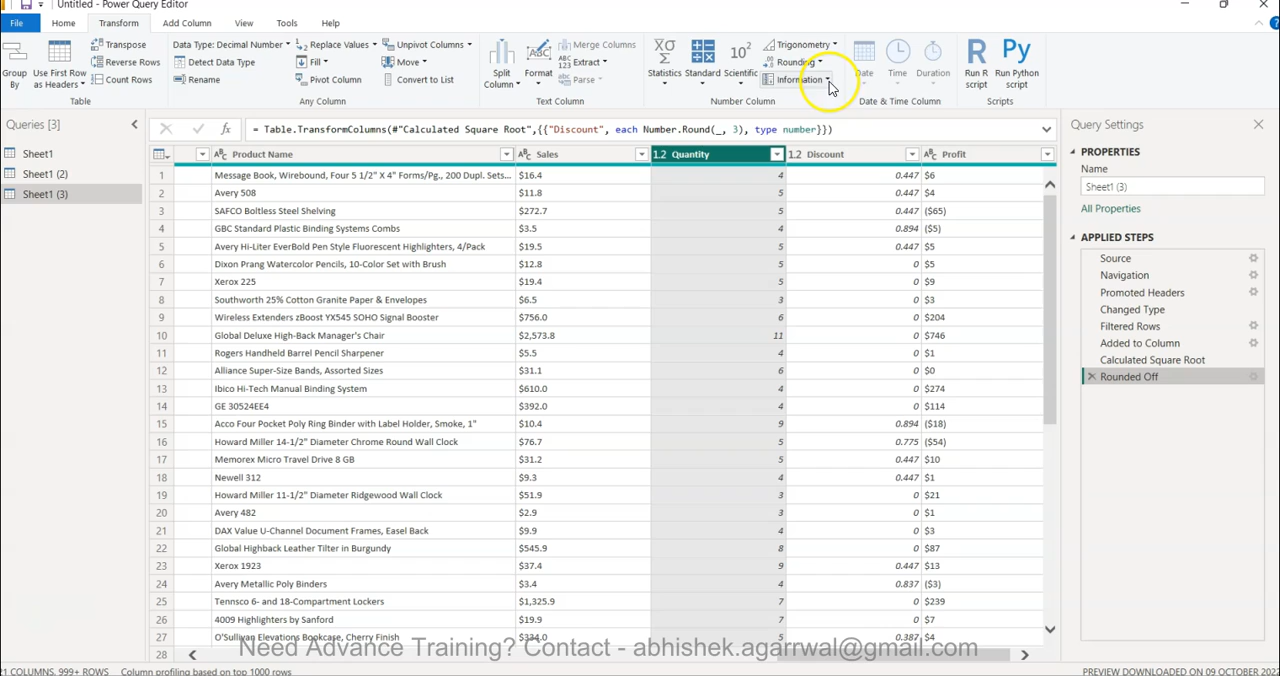 Untitled - Power Query Editor
File Home Transform Add Column View Tools Help
Transpose Data Type: Decimal Number Replace Values Unpivot Columns Merge Columns Trigonometry
Reverse Rows Detect Data Type Fill Move Extract Rounding
Group By Use First Row as Headers Count Rows Rename Pivot Column Convert to List Split Column Format Parse Statistics Standard Scientific Information Date Time Duration Run R script Run Python script
Table Any Column Text Column Number Column Date & Time Column Scripts
Queries [3]
Sheet1
Sheet1 (2)
Sheet1 (3)
= Table.TransformColumns(#"Calculated Square Root",{{"Discount", each Number.Round(_, 3), type number}})
Product Name Sales 1.2 Quantity 1.2 Discount Profit
1 Message Book, Wirebound, Four 5 1/2" X 4" Forms/Pg., 200 Dupl. Sets... $16.4 4 0.447 $6
2 Avery 508 $11.8 5 0.447 $4
3 SAFCO Boltless Steel Shelving $272.7 5 0.447 ($65)
4 GBC Standard Plastic Binding Systems Combs $3.5 4 0.894 ($5)
5 Avery Hi-Liter EverBold Pen Style Fluorescent Highlighters, 4/Pack $19.5 5 0.447 $5
6 Dixon Prang Watercolor Pencils, 10-Color Set with Brush $12.8 5 0 $5
7 Xerox 225 $19.4 5 0 $9
8 Southworth 25% Cotton Granite Paper & Envelopes $6.5 3 0 $3
9 Wireless Extenders zBoost YX545 SOHO Signal Booster $756.0 6 0 $204
10 Global Deluxe High-Back Manager's Chair $2,573.8 11 0 $746
11 Rogers Handheld Barrel Pencil Sharpener $5.5 4 0 $1
12 Alliance Super-Size Bands, Assorted Sizes $31.1 6 0 $0
13 Ibico Hi-Tech Manual Binding System $610.0 4 0 $274
14 GE 30524EE4 $392.0 4 0 $114
15 Acco Four Pocket Poly Ring Binder with Label Holder, Smoke, 1" $10.4 9 0.894 ($18)
16 Howard Miller 14-1/2" Diameter Chrome Round Wall Clock $76.7 5 0.775 ($54)
17 Memorex Micro Travel Drive 8 GB $31.2 5 0.447 $10
18 Newell 312 $9.3 4 0.447 $1
19 Howard Miller 11-1/2" Diameter Ridgewood Wall Clock $51.9 3 0 $21
20 Avery 482 $2.9 3 0 $1
21 DAX Value U-Channel Document Frames, Easel Back $9.9 4 0 $3
22 Global Highback Leather Tilter in Burgundy $545.9 8 0 $87
23 Xerox 1923 $37.4 9 0.447 $13
24 Avery Metallic Poly Binders $3.4 4 0.837 ($3)
25 Tennsco 6- and 18-Compartment Lockers $1,325.9 7 0 $239
26 4009 Highlighters by Sanford $19.9 7 0 $7
27 O'Sullivan Elevations Bookcase, Cherry Finish $334.0 5 0.387 $4
28
Need Advance Training? Contact - abhishek.agarrwal@gmail.com
Query Settings
PROPERTIES
Name
Sheet1 (3)
All Properties
APPLIED STEPS
Source
Navigation
Promoted Headers
Changed Type
Filtered Rows
Added to Column
Calculated Square Root
Rounded Off
21 COLUMNS, 999+ ROWS Column profiling based on top 1000 rows PREVIEW DOWNLOADED ON 09 OCTOBER 2022